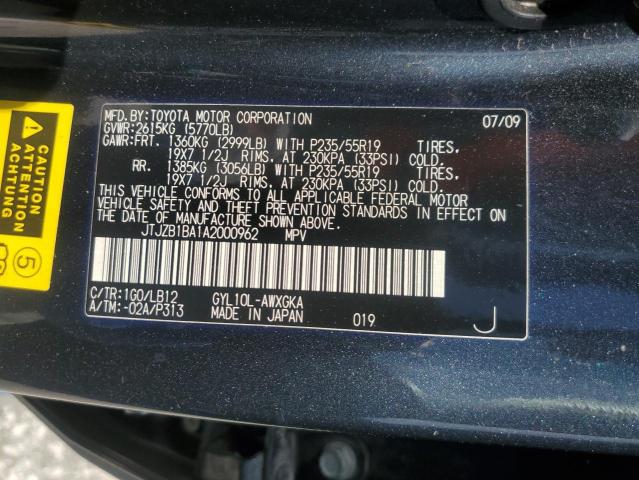 MFD.BY:TOYOTA MOTOR CORPORATION 07/09
GVWR:2615KG (5770LB)
GAWR:FRT. 1360KG (2999LB) WITH P235/55R19 TIRES,
19X7 1/2J RIMS, AT 230KPA (33PSI) COLD.
RR. 1385KG (3056LB) WITH P235/55R19 TIRES,
19X7 1/2J RIMS, AT 230KPA (33PSI) COLD.
THIS VEHICLE CONFORMS TO ALL APPLICABLE FEDERAL MOTOR
VEHICLE SAFETY AND THEFT PREVENTION STANDARDS IN EFFECT ON
THE DATE OF MANUFACTURE SHOWN ABOVE.
JTJZB1BA1A2000962 MPV
C/TR:1G0/LB12 GYL10L-AWXGKA
A/TM:-02A/P313 MADE IN JAPAN 019 J
5